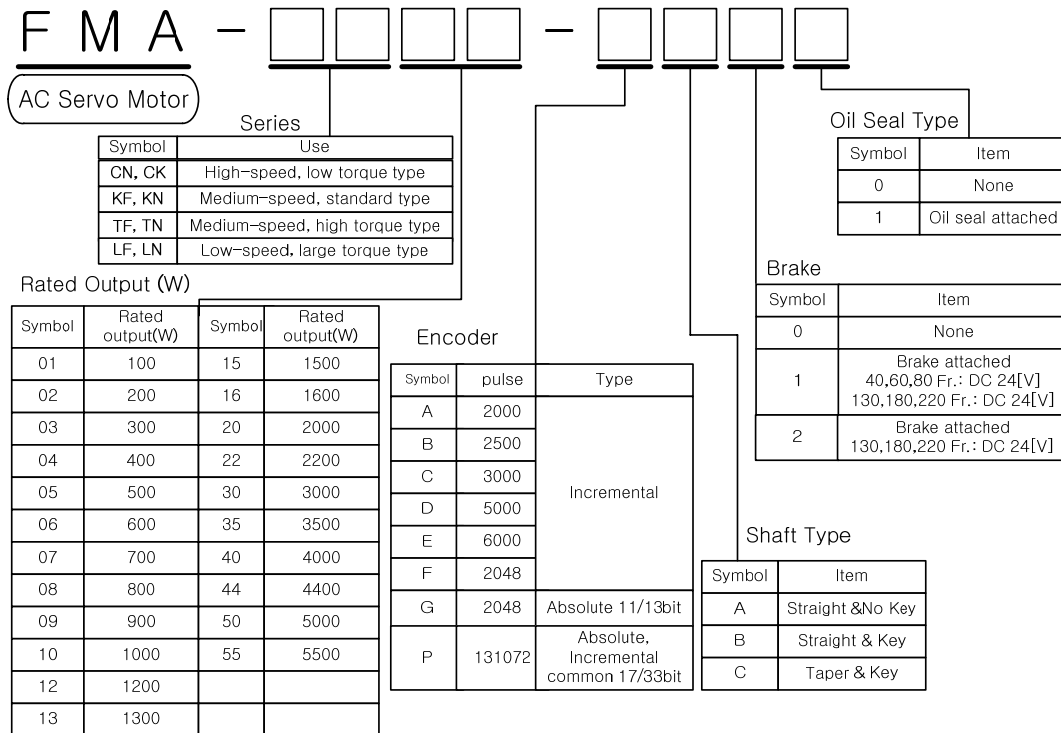 FMA - □□□□ - □□□□
AC Servo Motor
Series
Symbol Use
CN, CK High-speed, low torque type
KF, KN Medium-speed, standard type
TF, TN Medium-speed, high torque type
LF, LN Low-speed, large torque type
Rated Output (W)
Symbol Rated output(W) Symbol Rated output(W)
01 100 15 1500
02 200 16 1600
03 300 20 2000
04 400 22 2200
05 500 30 3000
06 600 35 3500
07 700 40 4000
08 800 44 4400
09 900 50 5000
10 1000 55 5500
12 1200
13 1300
Encoder
Symbol pulse Type
A 2000
B 2500
C 3000
D 5000
E 6000
F 2048
Incremental
G 2048 Absolute 11/13bit
P 131072 Absolute,
Incremental
common 17/33bit
Oil Seal Type
Symbol Item
0 None
1 Oil seal attached
Brake
Symbol Item
0 None
1 Brake attached
40,60,80 Fr.: DC 24[V]
130,180,220 Fr.: DC 24[V]
2 Brake attached
130,180,220 Fr.: DC 24[V]
Shaft Type
Symbol Item
A Straight &No Key
B Straight & Key
C Taper & Key